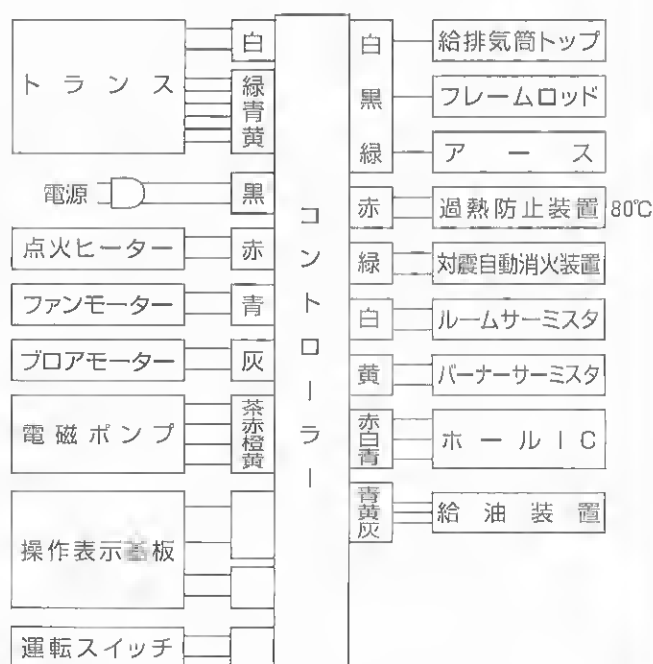 トランス
白
緑
青
黄
電源
黒
点火ヒーター
赤
ファンモーター
青
ブロアモーター
灰
電磁ポンプ
茶
赤
橙
黄
操作表示基板
運転スイッチ
コントローラー
白
給排気筒トップ
黒
フレームロッド
緑
アース
赤
過熱防止装置
80℃
緑
対震自動消火装置
白
ルームサーミスタ
黄
バーナーサーミスタ
赤
白
青
ホールIC
青
黄
灰
給油装置